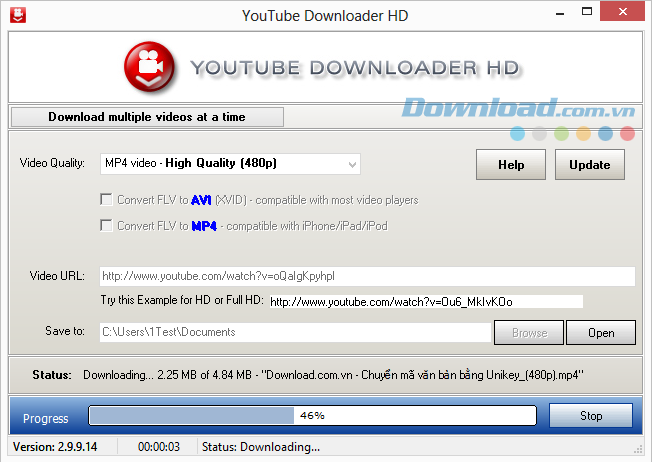 YouTube Downloader HD
YOUTUBE DOWNLOADER HD
Download.com.vn
Download multiple videos at a time
Video Quality: MP4 video - High Quality (480p) Help Update
Convert FLV to AVI (XVID) - compatible with most video players
Convert FLV to MP4 - compatible with iPhone/iPad/iPod
Video URL: http://www.youtube.com/watch?v=oQaIgKpyhpI
Try this Example for HD or Full HD: http://www.youtube.com/watch?v=Ou6_MkIvKOo
Save to: C:\Users\1Test\Documents Browse Open
Status: Downloading... 2.25 MB of 4.84 MB - "Download.com.vn - Chuyển mã văn bản bằng Unikey_(480p).mp4"
Progress 46% Stop
Version: 2.9.9.14 00:00:03 Status: Downloading...